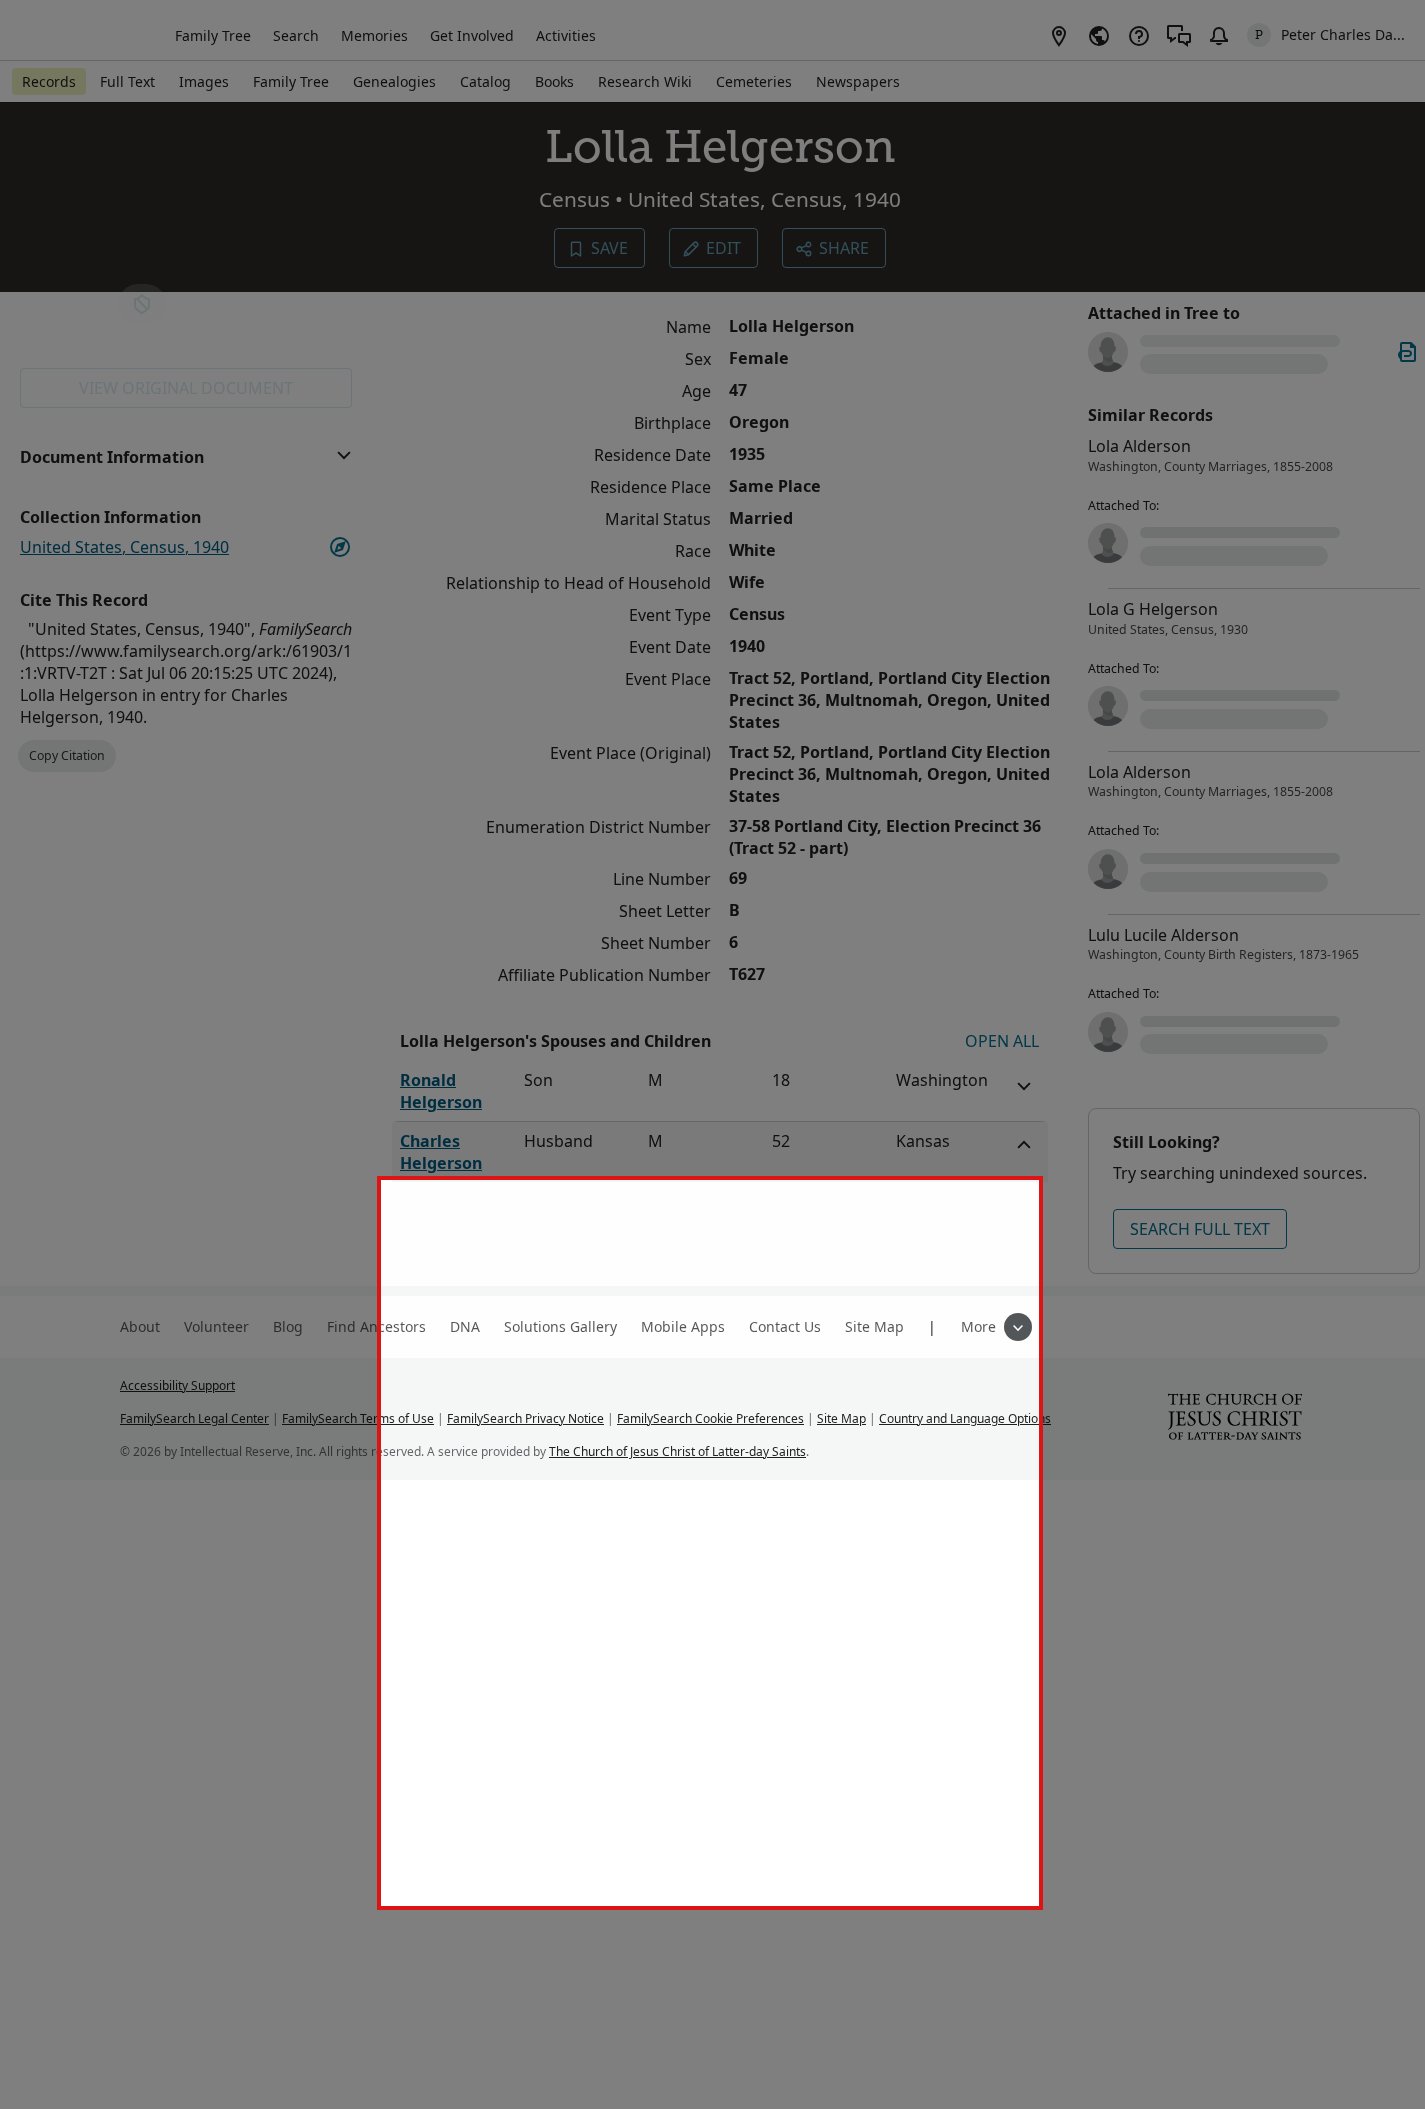 Family Tree Search Memories Get Involved Activities P Peter Charles Da...
Records Full Text Images Family Tree Genealogies Catalog Books Research Wiki Cemeteries Newspapers
Lolla Helgerson
Census • United States, Census, 1940
SAVE EDIT SHARE
VIEW ORIGINAL DOCUMENT
Document Information
Collection Information
United States, Census, 1940
Cite This Record
"United States, Census, 1940", FamilySearch
(https://www.familysearch.org/ark:/61903/1
:1:VRTV-T2T : Sat Jul 06 20:15:25 UTC 2024),
Lolla Helgerson in entry for Charles
Helgerson, 1940.
Copy Citation
Name Lolla Helgerson
Sex Female
Age 47
Birthplace Oregon
Residence Date 1935
Residence Place Same Place
Marital Status Married
Race White
Relationship to Head of Household Wife
Event Type Census
Event Date 1940
Event Place Tract 52, Portland, Portland City Election
Precinct 36, Multnomah, Oregon, United
States
Event Place (Original) Tract 52, Portland, Portland City Election
Precinct 36, Multnomah, Oregon, United
States
Enumeration District Number 37-58 Portland City, Election Precinct 36
(Tract 52 - part)
Line Number 69
Sheet Letter B
Sheet Number 6
Affiliate Publication Number T627
Lolla Helgerson's Spouses and Children OPEN ALL
Ronald
Helgerson Son M 18 Washington
Charles
Helgerson Husband M 52 Kansas
Attached in Tree to
Similar Records
Lola Alderson
Washington, County Marriages, 1855-2008
Attached To:
Lola G Helgerson
United States, Census, 1930
Attached To:
Lola Alderson
Washington, County Marriages, 1855-2008
Attached To:
Lulu Lucile Alderson
Washington, County Birth Registers, 1873-1965
Attached To:
Still Looking?
Try searching unindexed sources.
SEARCH FULL TEXT
About Volunteer Blog Find Ancestors DNA Solutions Gallery Mobile Apps Contact Us Site Map | More
Accessibility Support
FamilySearch Legal Center | FamilySearch Terms of Use | FamilySearch Privacy Notice | FamilySearch Cookie Preferences | Site Map | Country and Language Options
© 2026 by Intellectual Reserve, Inc. All rights reserved. A service provided by The Church of Jesus Christ of Latter-day Saints.
THE CHURCH OF
JESUS CHRIST
OF LATTER-DAY SAINTS